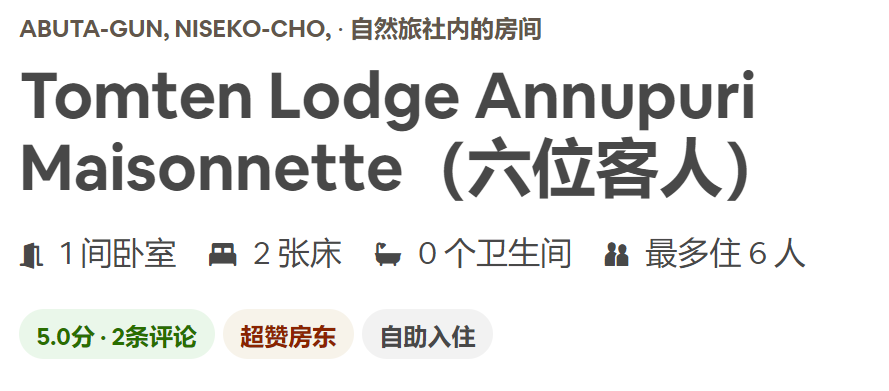 ABUTA-GUN, NISEKO-CHO, · 自然旅社内的房间
Tomten Lodge Annupuri
Maisonnette（六位客人）
1 间卧室 2 张床 0 个卫生间 最多住 6 人
5.0分 · 2条评论 超赞房东 自助入住